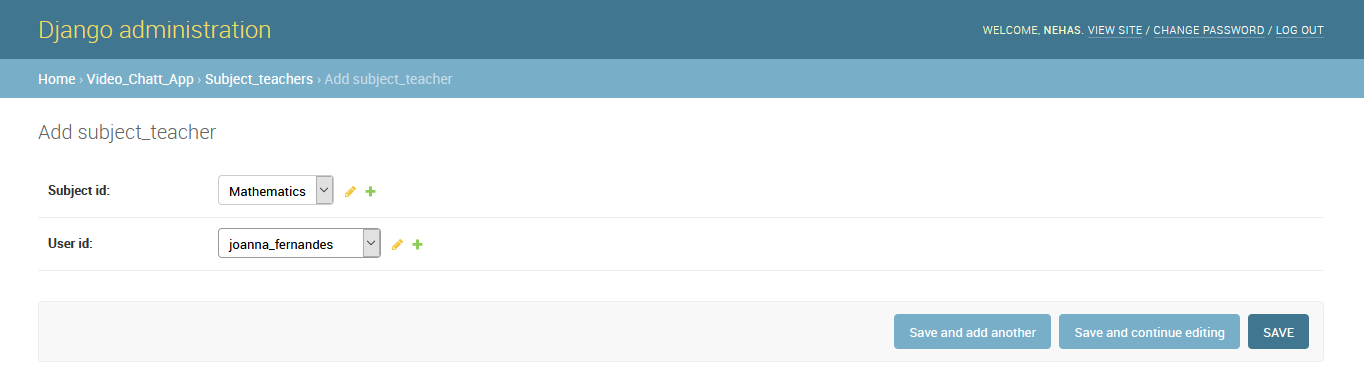 Django administration
WELCOME, NEHAS. VIEW SITE / CHANGE PASSWORD / LOG OUT
Home › Video_Chatt_App › Subject_teachers › Add subject_teacher
Add subject_teacher
Subject id: Mathematics
User id: joanna_fernandes
Save and add another Save and continue editing SAVE